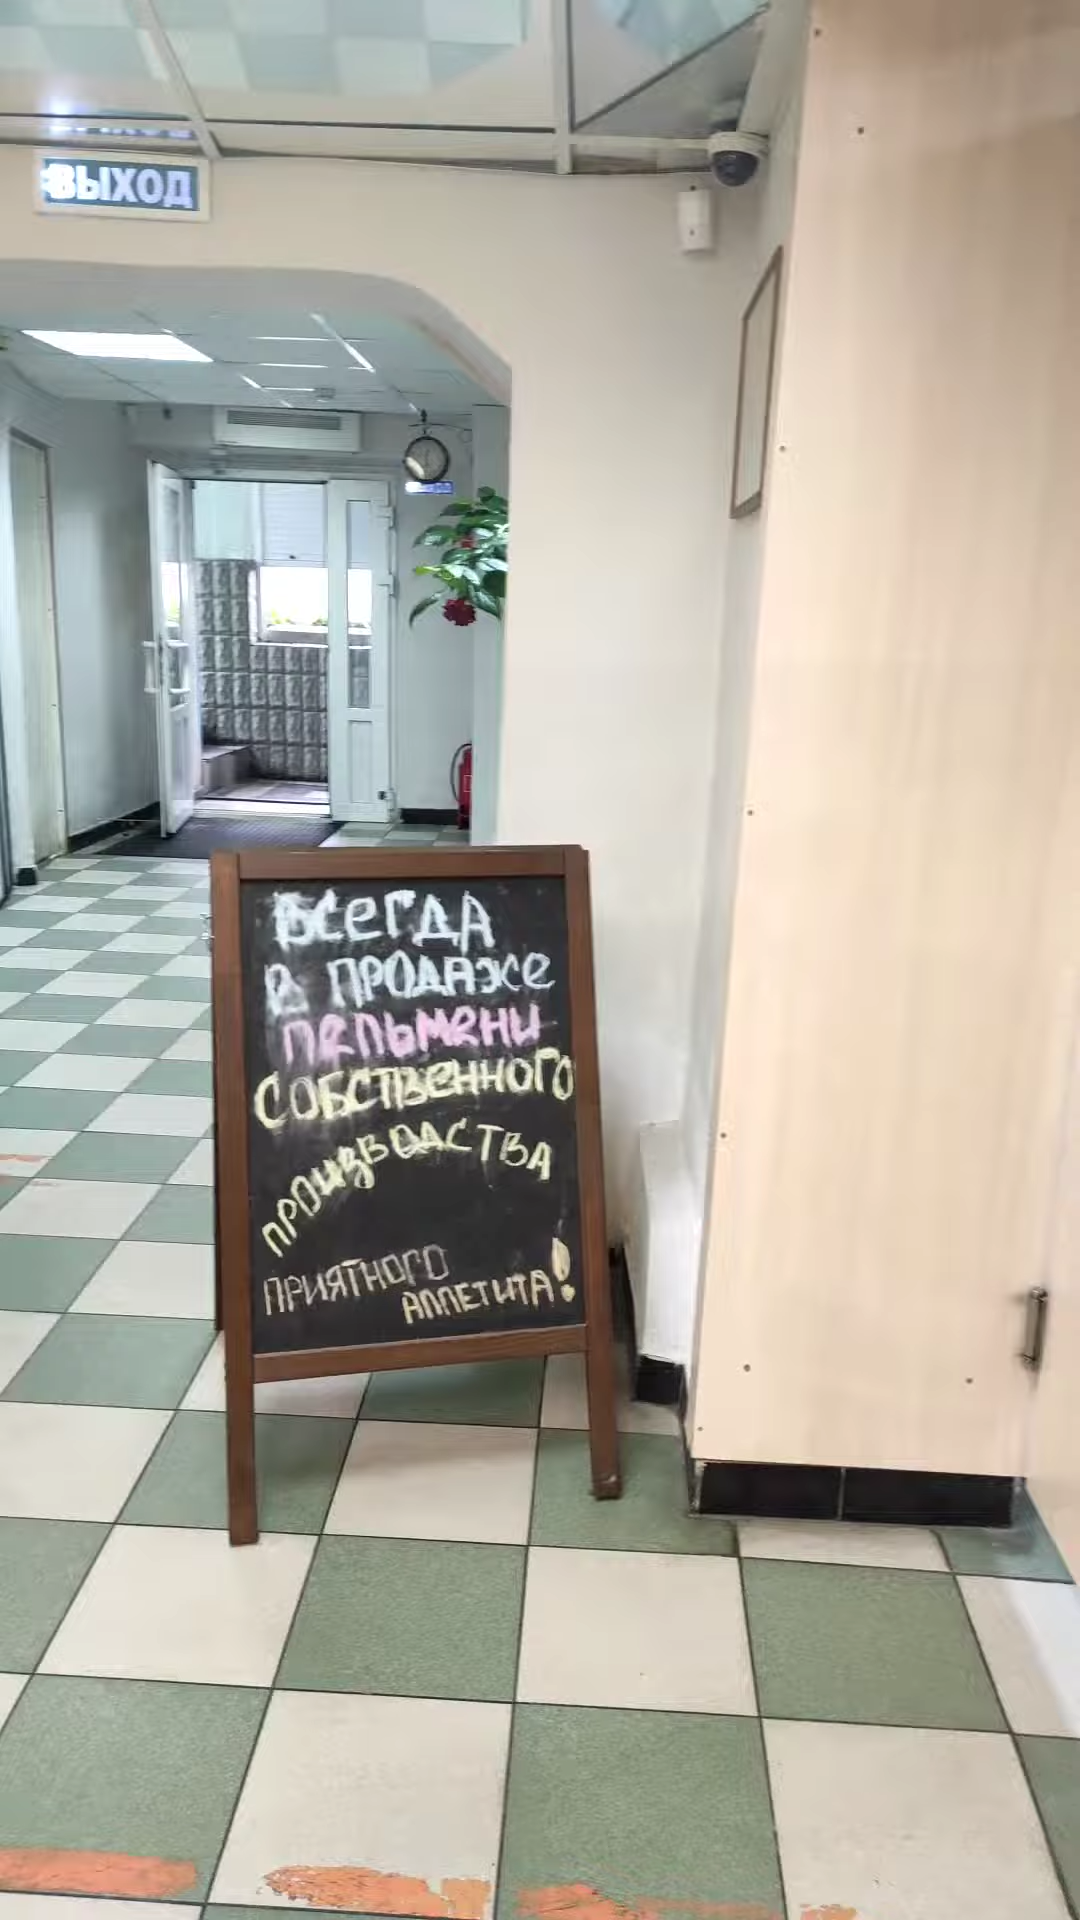 ВЫХОД
ВСЕГДА
В ПРОДАЖЕ
ПЕЛЬМЕНИ
СОБСТВЕННОГО
ПРОИЗВОДСТВА
ПРИЯТНОГО
АППЕТИТА!